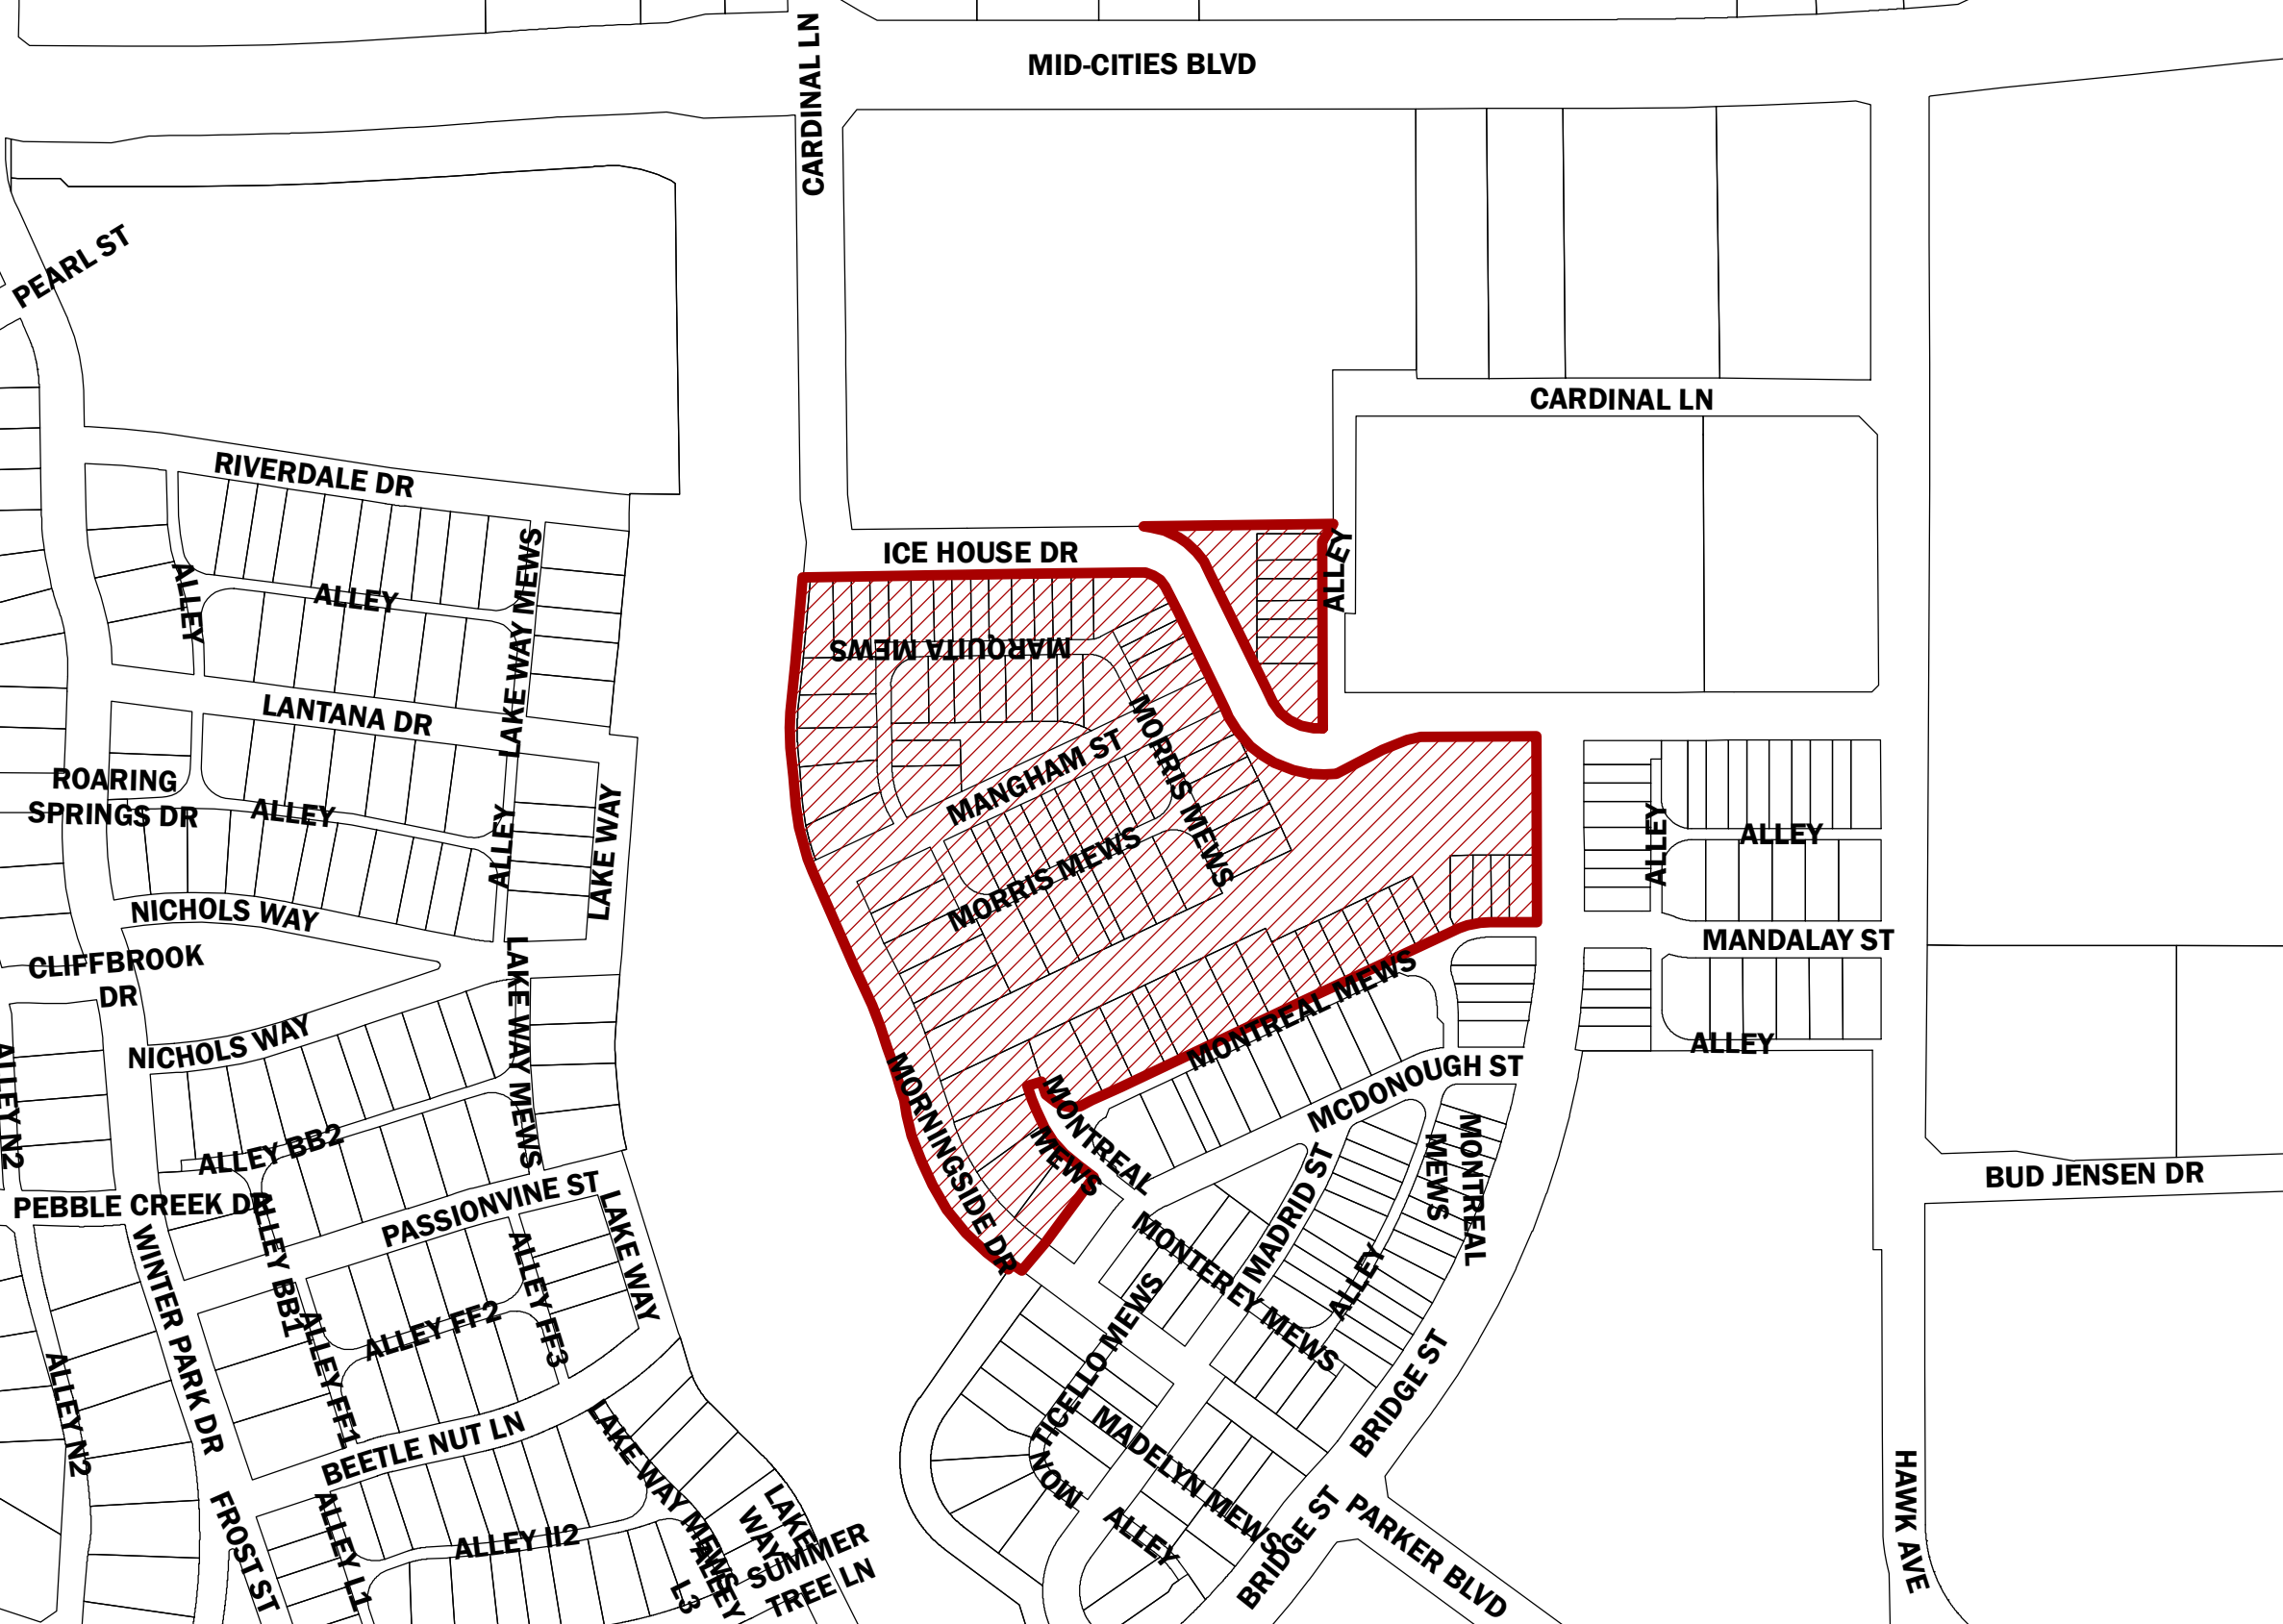 CARDINAL LN
MID-CITIES BLVD
PEARL ST
CARDINAL LN
RIVERDALE DR
ICE HOUSE DR
ALLEY
ALLEY
ALLEY
LAKE WAY MEWS
MARQUITA MEWS
LANTANA DR
MORRIS MEWS
MANGHAM ST
ROARING
SPRINGS DR
ALLEY
ALLEY
LAKE WAY
MORRIS MEWS
ALLEY
ALLEY
NICHOLS WAY
MANDALAY ST
CLIFFBROOK
DR
LAKE WAY MEWS
MONTREAL MEWS
NICHOLS WAY
ALLEY
ALLEY N2
MORNINGSIDE DR
MCDONOUGH ST
MONTREAL
MEWS
MONTREAL
MEWS
ALLEY BB2
BUD JENSEN DR
PEBBLE CREEK DR
PASSIONVINE ST
LAKE WAY
MADRID ST
MONTEREY MEWS
ALLEY
ALLEY BB1
WINTER PARK DR
ALLEY FF3
ALLEY FF2
ALLEY FF1
MONTICELLO MEWS
BRIDGE ST
ALLEY N2
BEETLE NUT LN
LAKE WAY MEWS
MADELYN MEWS
HAWK AVE
FROST ST
ALLEY L1
ALLEY II2
LAKE
WAY
ALLEY
L3
SUMMER
TREE LN
ALLEY
BRIDGE ST
PARKER BLVD